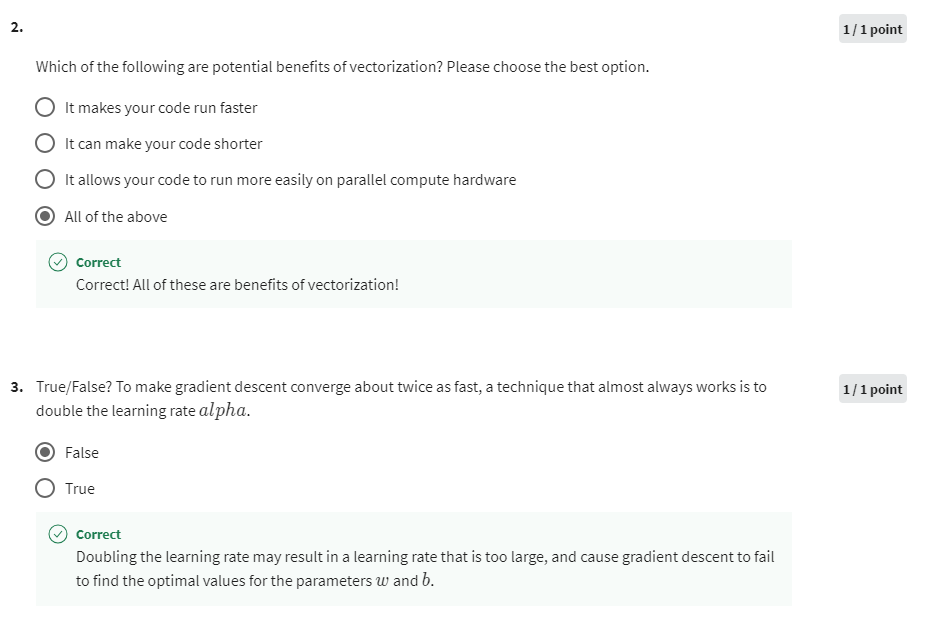 2.
1 / 1 point
Which of the following are potential benefits of vectorization? Please choose the best option.
It makes your code run faster
It can make your code shorter
It allows your code to run more easily on parallel compute hardware
All of the above
Correct
Correct! All of these are benefits of vectorization!
3. True/False? To make gradient descent converge about twice as fast, a technique that almost always works is to
1 / 1 point
double the learning rate alpha.
False
True
Correct
Doubling the learning rate may result in a learning rate that is too large, and cause gradient descent to fail
to find the optimal values for the parameters w and b.